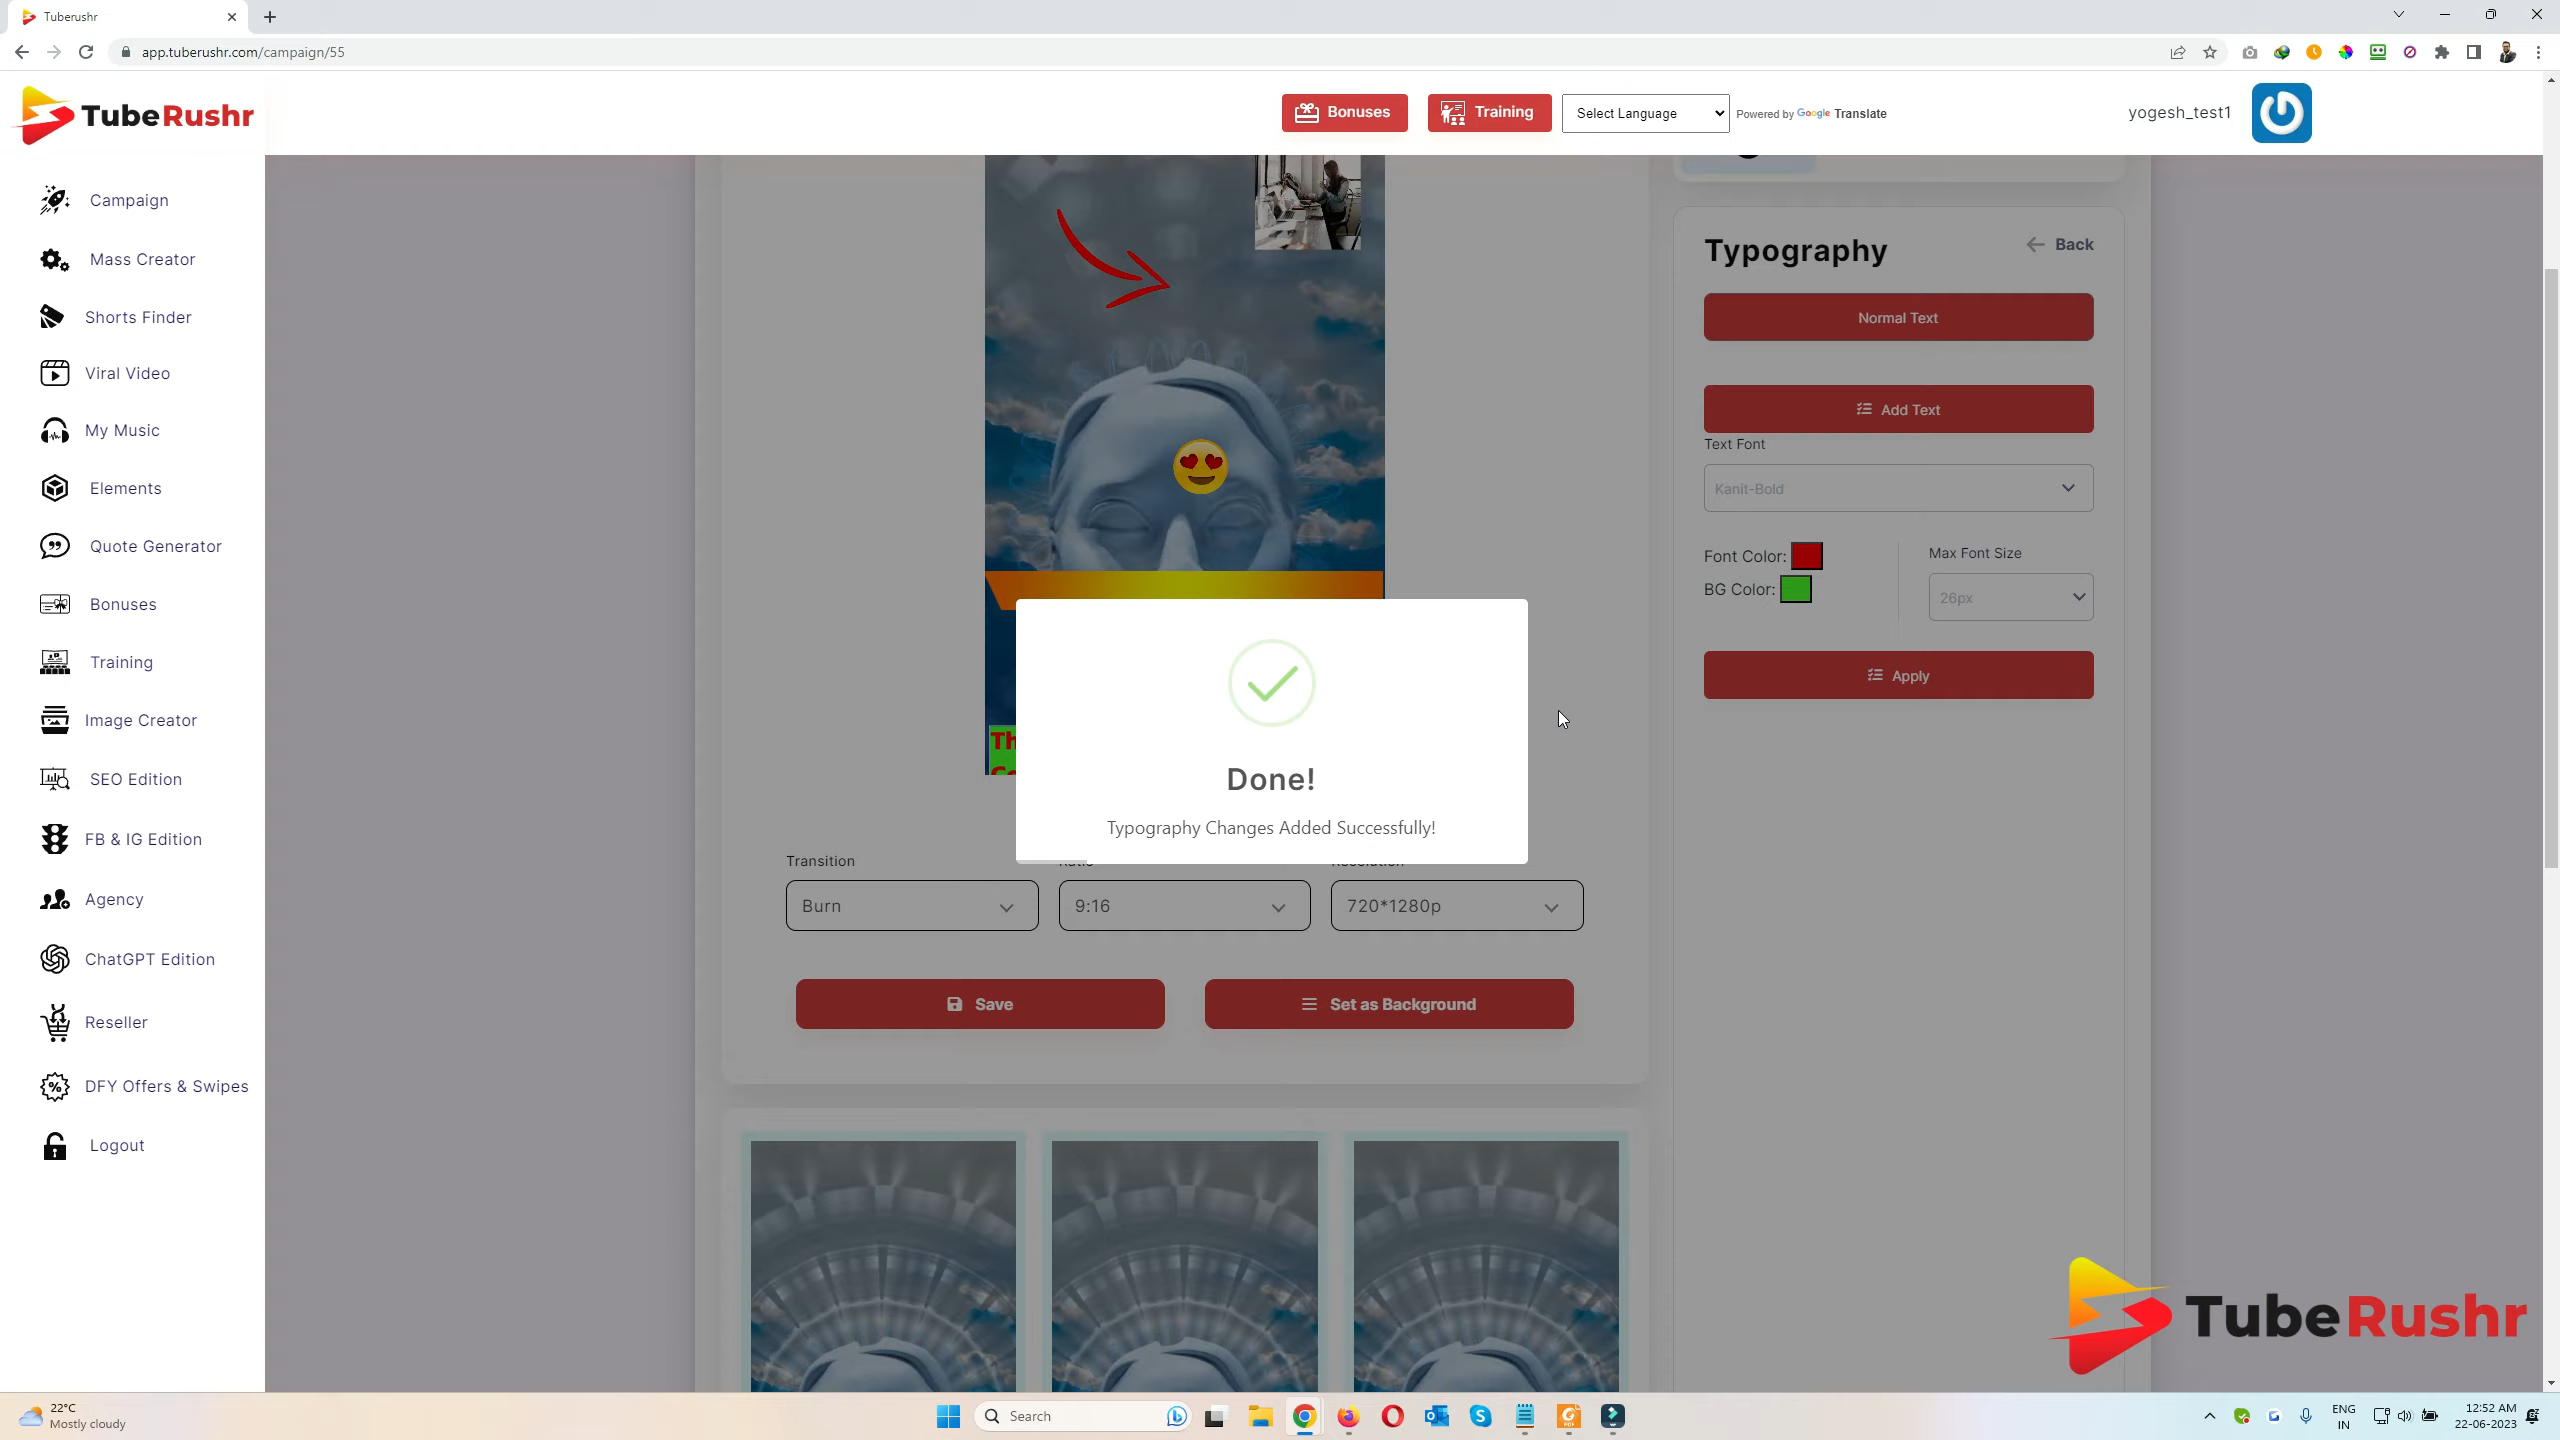 Tuberushr
app.tuberushr.com/campaign/55
TubeRushr
Bonuses
Training
Select Language
Powered by Google Translate
yogesh_test1
Campaign
Mass Creator
Shorts Finder
Viral Video
My Music
Elements
Quote Generator
Bonuses
Training
Image Creator
SEO Edition
FB & IG Edition
Agency
ChatGPT Edition
Reseller
DFY Offers & Swipes
Logout
Typography
Back
Normal Text
Add Text
Text Font
Kanit-Bold
Font Color:
BG Color:
Max Font Size
26px
Apply
Done!
Typography Changes Added Successfully!
Transition
Burn
9:16
720*1280p
Save
Set as Background
TubeRushr
22°C
Mostly cloudy
Search
ENG
IN
12:52 AM
22-06-2023